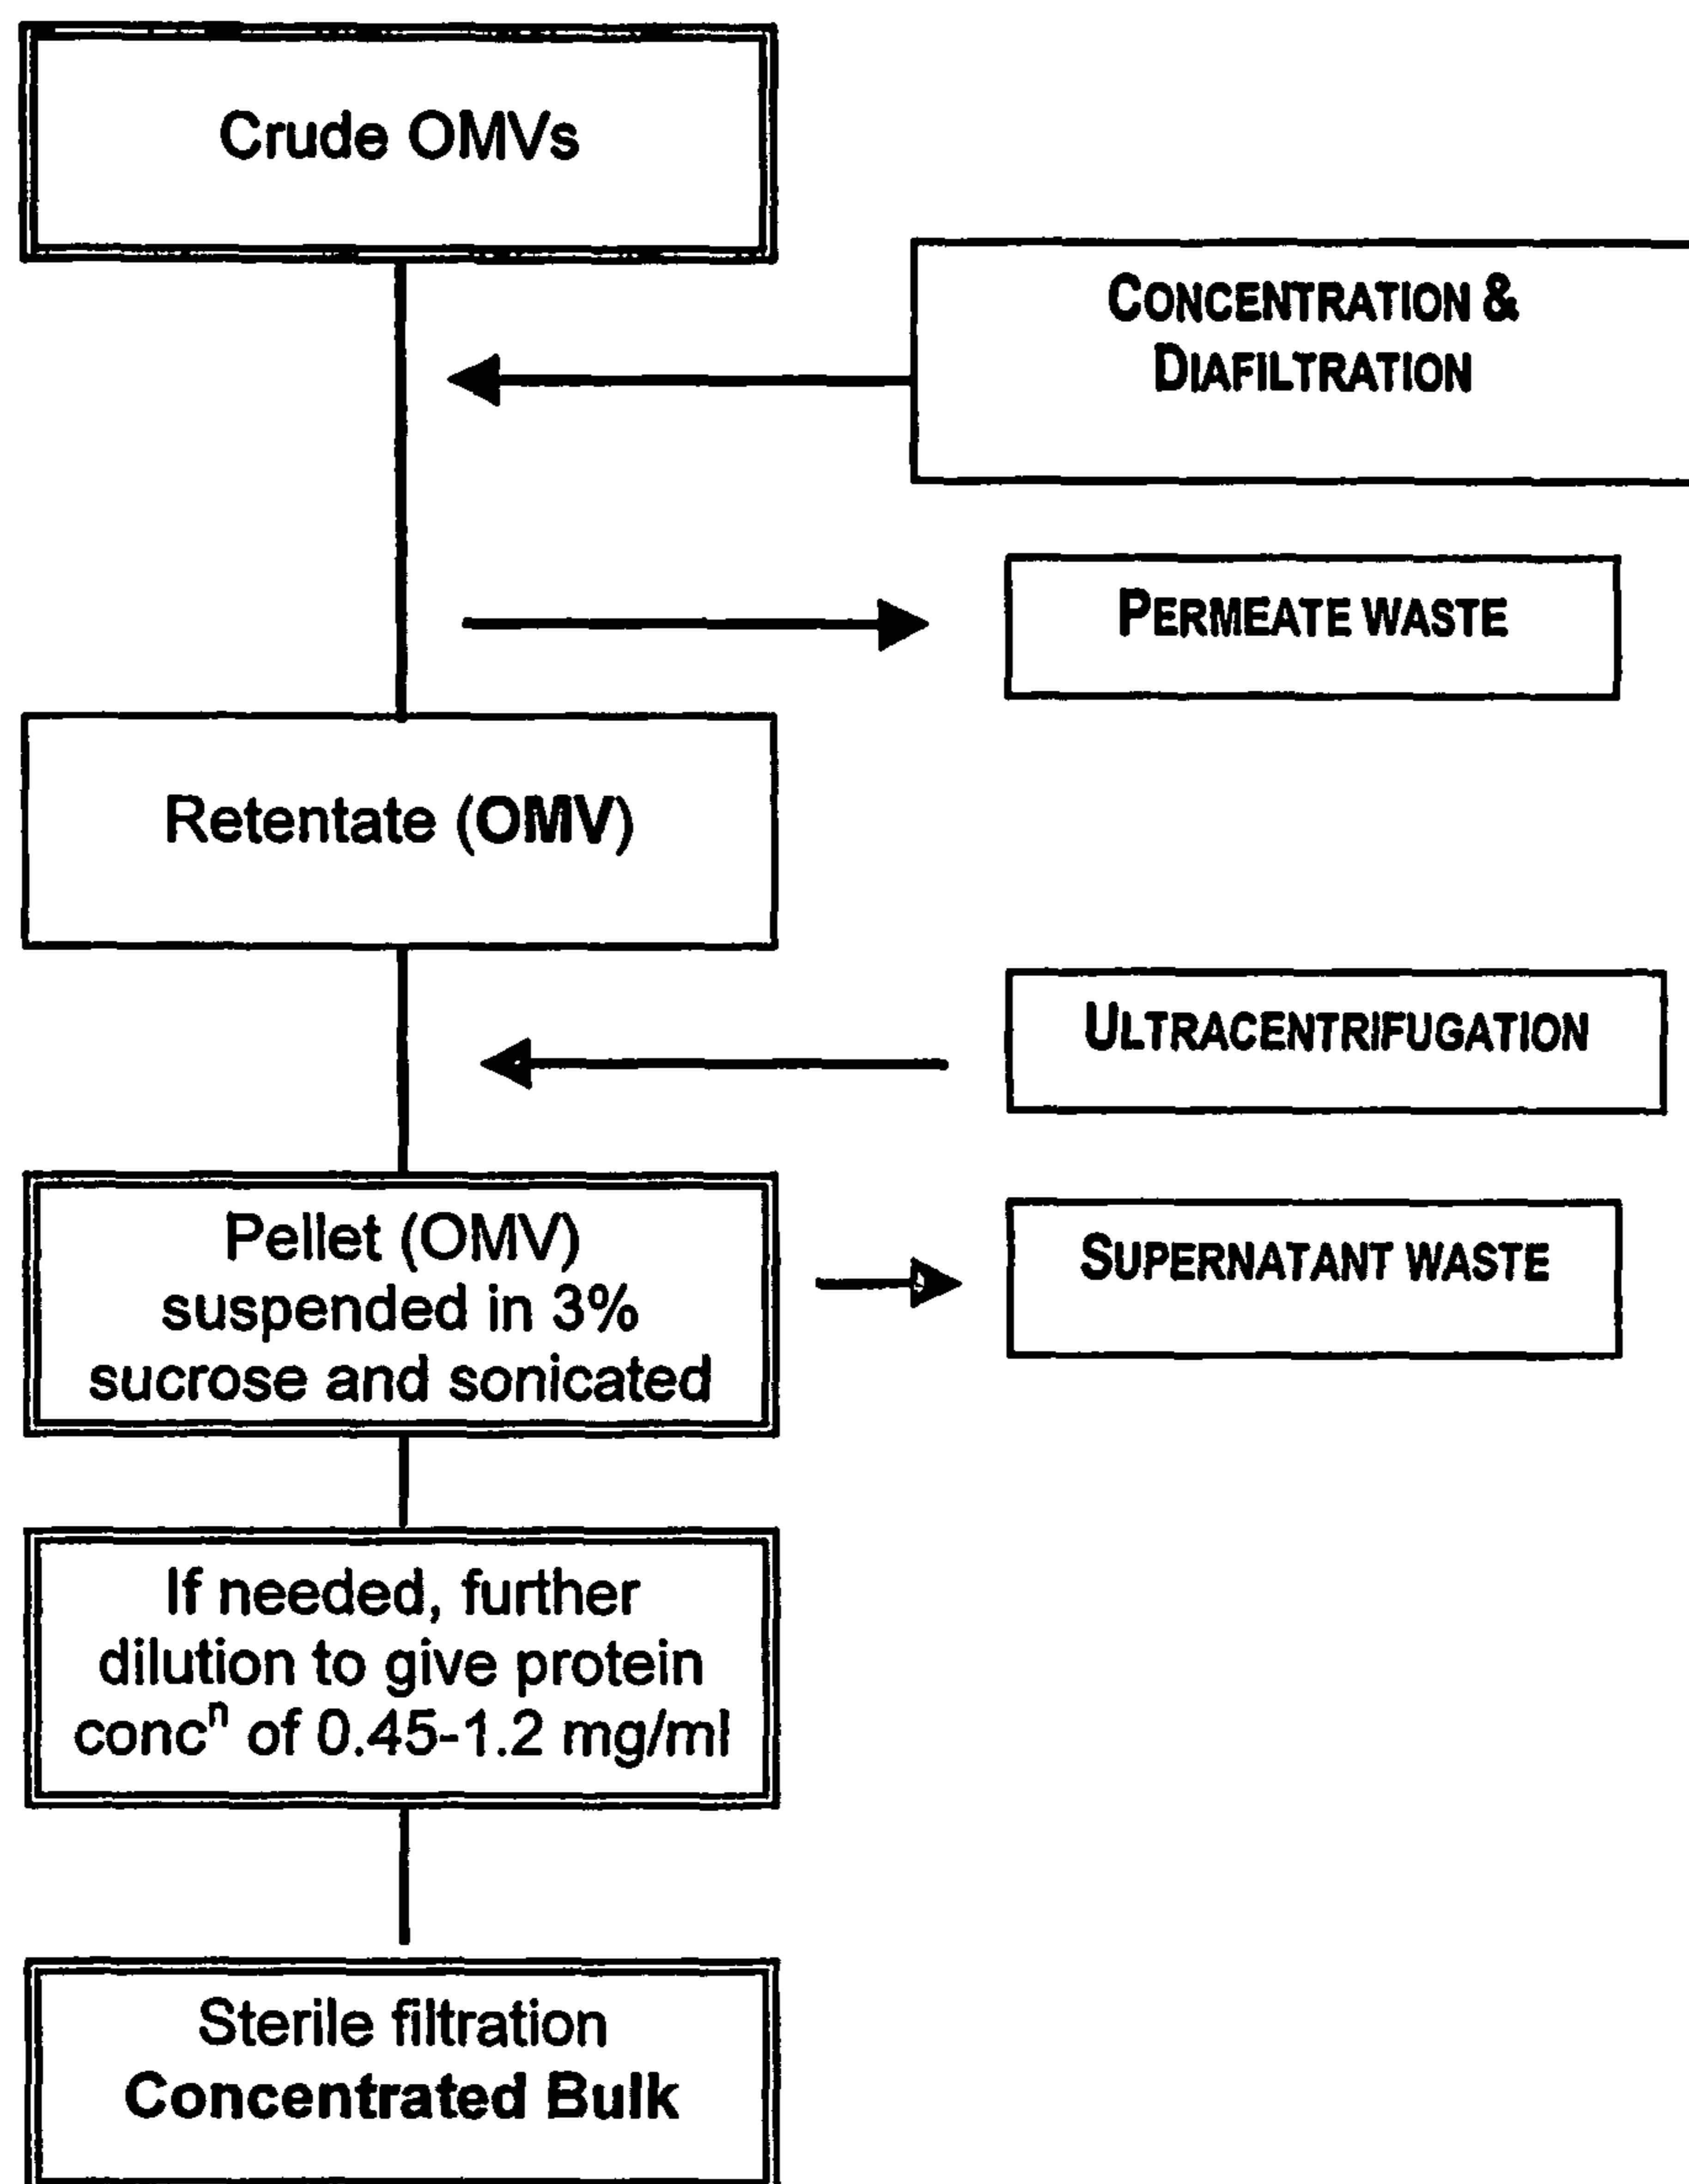 Crude OMVs
CONCENTRATION &
DIAFILTRATION
PERMEATE WASTE
Retentate (OMV)
ULTRACENTRIFUGATION
Pellet (OMV)
suspended in 3%
sucrose and sonicated
SUPERNATANT WASTE
If needed, further
dilution to give protein
concⁿ of 0.45-1.2 mg/ml
Sterile filtration
Concentrated Bulk